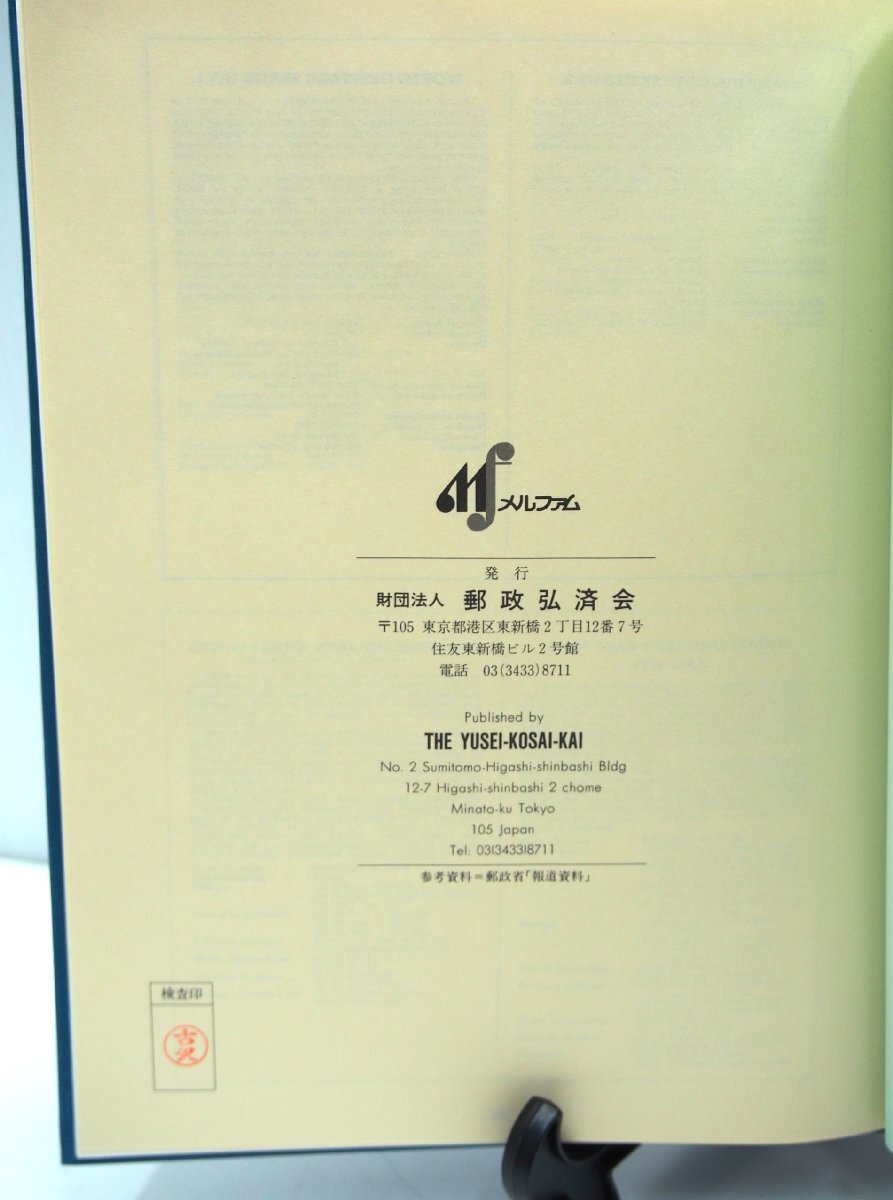 Mf メルファム
発行
財団法人 郵政弘済会
〒105 東京都港区東新橋2丁目12番7号
住友東新橋ビル2号館
電話 03(3433)8711
Published by
THE YUSEI-KOSAI-KAI
No. 2 Sumitomo-Higashi-shinbashi Bldg
12-7 Higashi-shinbashi 2 chome
Minato-ku Tokyo
105 Japan
Tel: 03(3433)8711
参考資料=郵政省「報道資料」
検査印
古沢